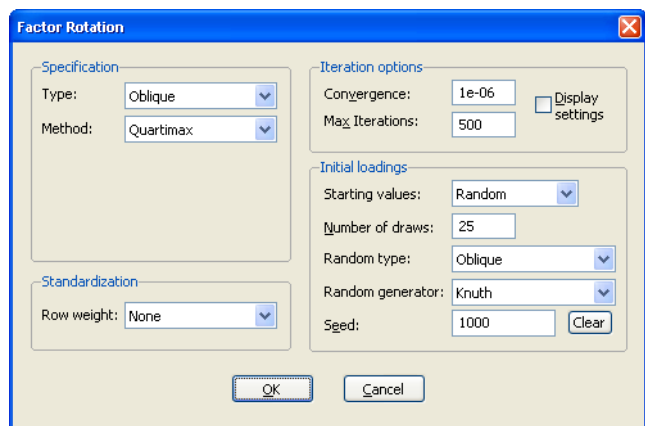 Factor Rotation
Specification
Type: Oblique
Method: Quartimax
Standardization
Row weight: None
Iteration options
Convergence: 1e-06
Max Iterations: 500
Display
settings
Initial loadings
Starting values: Random
Number of draws: 25
Random type: Oblique
Random generator: Knuth
Seed: 1000 Clear
OK Cancel